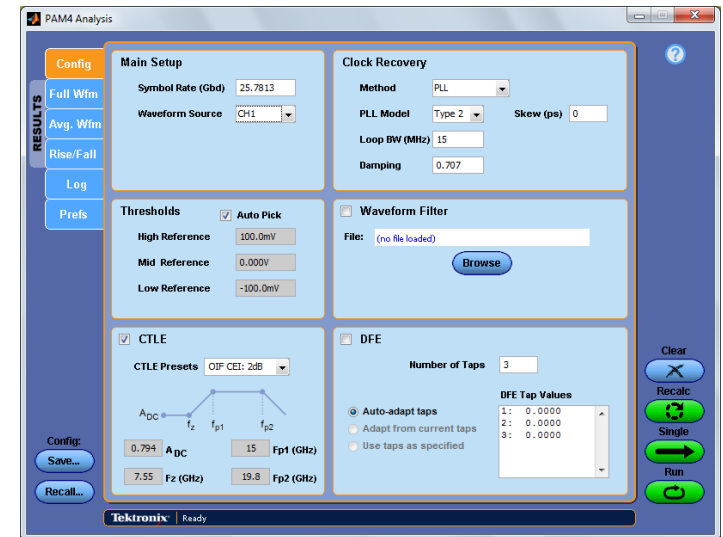 PAM4 Analysis
RESULTS
Config
Full Wfm
Avg. Wfm
Rise/Fall
Log
Prefs
Main Setup
Symbol Rate (Gbd) 25.7813
Waveform Source CH1
Clock Recovery
Method PLL
PLL Model Type 2 Skew (ps) 0
Loop BW (MHz) 15
Damping 0.707
Thresholds Auto Pick
High Reference 100.0mV
Mid Reference 0.000V
Low Reference -100.0mV
Waveform Filter
File: (no file loaded)
Browse
CTLE
CTLE Presets OIF CEI: 2dB
ADC fz fp1 fp2
0.794 ADC 15 Fp1 (GHz)
7.55 Fz (GHz) 19.8 Fp2 (GHz)
DFE
Number of Taps 3
DFE Tap Values
Auto-adapt taps
Adapt from current taps
Use taps as specified
1: 0.0000
2: 0.0000
3: 0.0000
Config:
Save...
Recall...
?
Clear
Recalc
Single
Run
Tektronix Ready